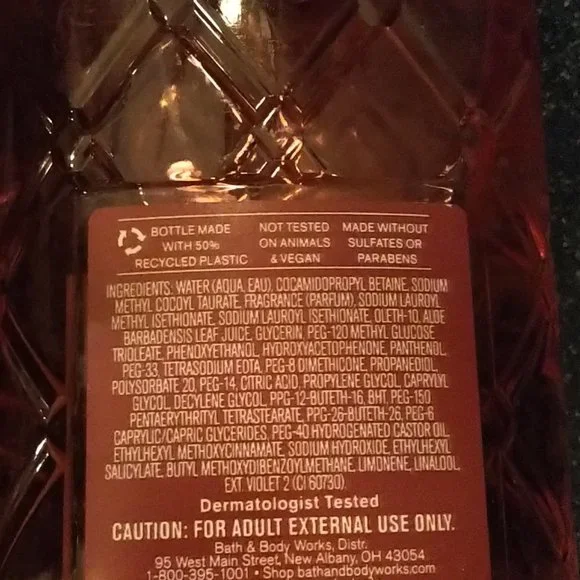 BOTTLE MADE WITH 50% RECYCLED PLASTIC
NOT TESTED ON ANIMALS & VEGAN
MADE WITHOUT SULFATES OR PARABENS
INGREDIENTS: WATER (AQUA, EAU), COCAMIDOPROPYL BETAINE, SODIUM
METHYL COCOYL TAURATE, FRAGRANCE (PARFUM), SODIUM LAUROYL
METHYL ISETHIONATE, SODIUM LAUROYL ISETHIONATE, OLETH-10, ALOE
BARBADENSIS LEAF JUICE, GLYCERIN, PEG-120 METHYL GLUCOSE
TRIOLEATE, PHENOXYETHANOL, HYDROXYACETOPHENONE, PANTHENOL,
PEG-33, TETRASODIUM EDTA, PEG-8 DIMETHICONE, PROPANEDIOL,
POLYSORBATE 20, PEG-14, CITRIC ACID, PROPYLENE GLYCOL, CAPRYLYL
GLYCOL, DECYLENE GLYCOL, PPG-12-BUTETH-16, BHT, PEG-150
PENTAERYTHRITYL TETRASTEARATE, PPG-26-BUTETH-26, PEG-6
CAPRYLIC/CAPRIC GLYCERIDES, PEG-40 HYDROGENATED CASTOR OIL,
ETHYLHEXYL METHOXYCINNAMATE, SODIUM HYDROXIDE, ETHYLHEXYL
SALICYLATE, BUTYL METHOXYDIBENZOYLMETHANE, LIMONENE, LINALOOL,
EXT. VIOLET 2 (CI 60730).
Dermatologist Tested
CAUTION: FOR ADULT EXTERNAL USE ONLY.
Bath & Body Works, Distr.
95 West Main Street, New Albany, OH 43054
1-800-395-1001 • Shop bathandbodyworks.com